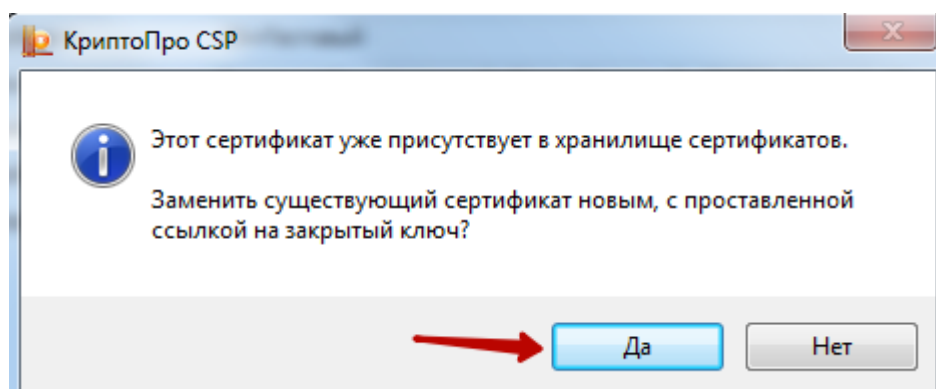 КриптоПро CSP
Этот сертификат уже присутствует в хранилище сертификатов.
Заменить существующий сертификат новым, с проставленной
ссылкой на закрытый ключ?
Да
Нет